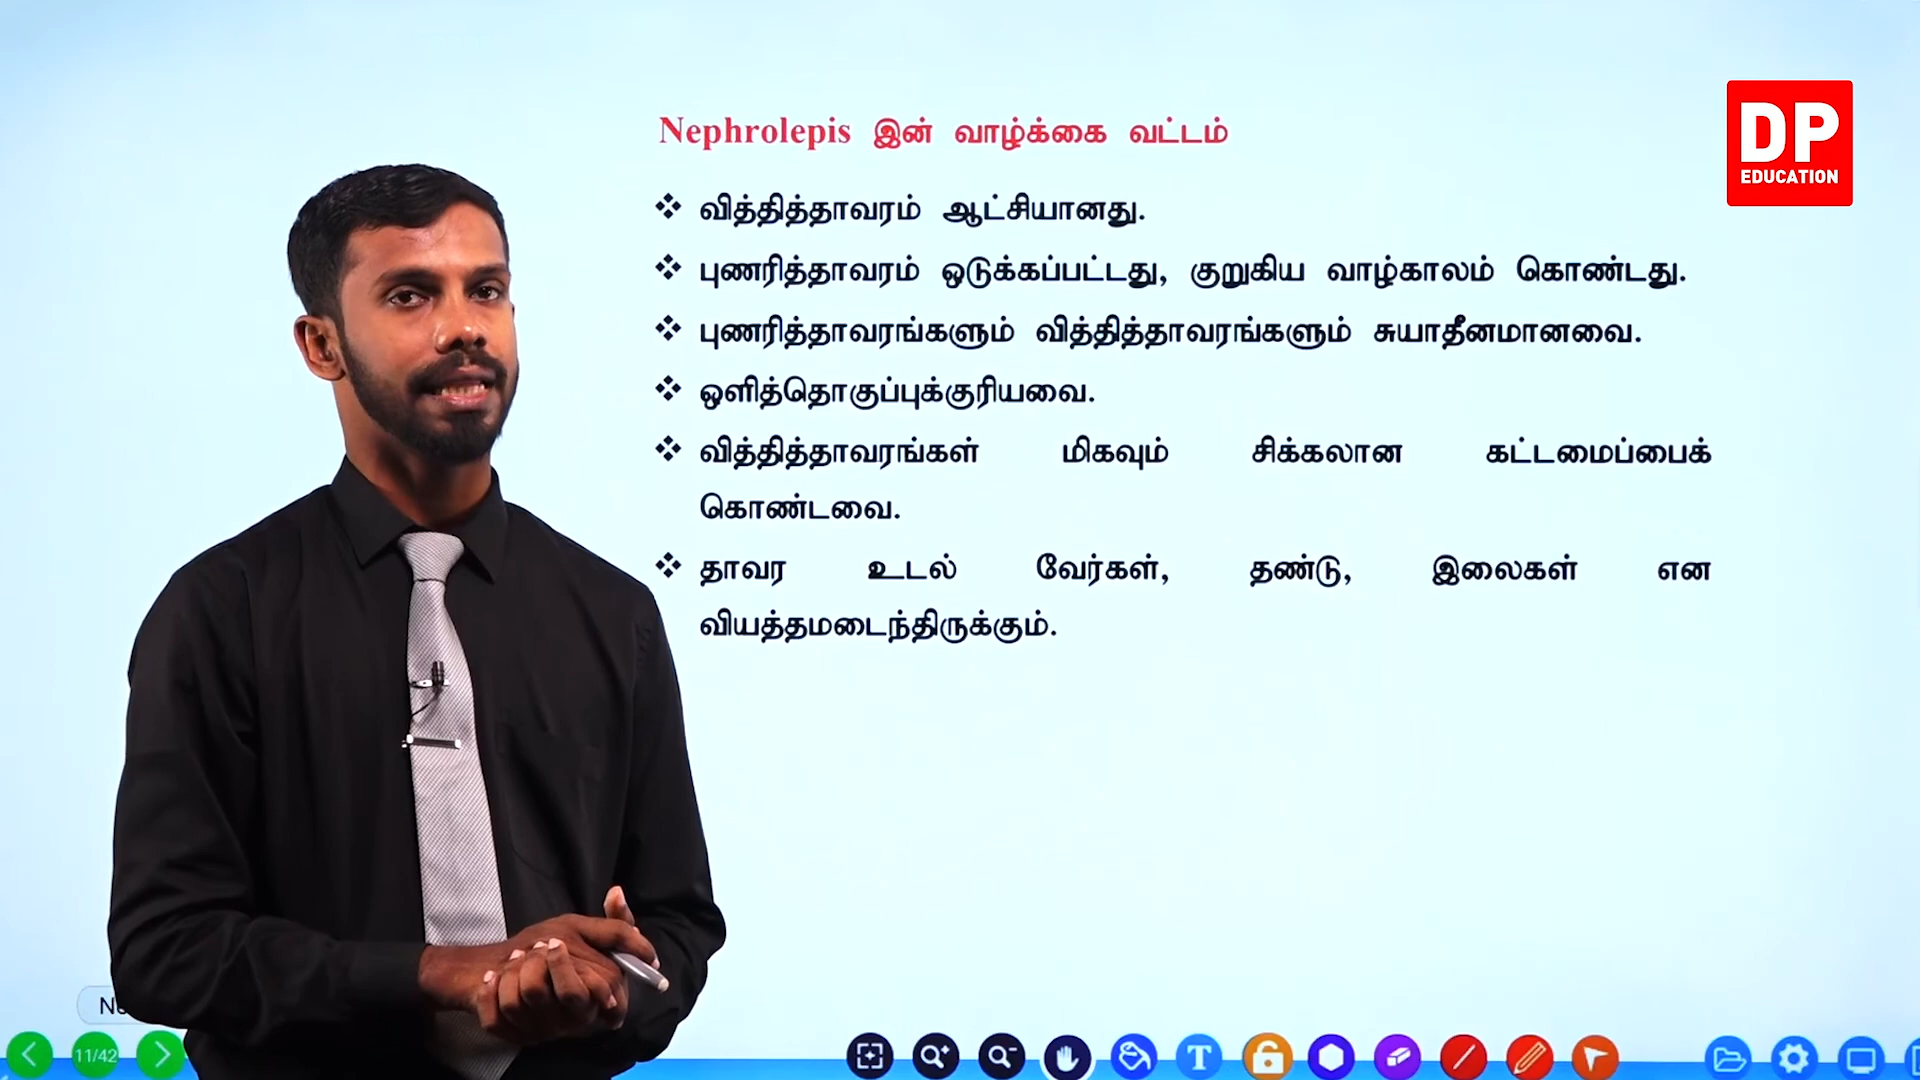 DP
EDUCATION
Nephrolepis இன் வாழ்க்கை வட்டம்
❖ வித்தித்தாவரம் ஆட்சியானது.
❖ புணரித்தாவரம் ஒடுக்கப்பட்டது, குறுகிய வாழ்காலம் கொண்டது.
❖ புணரித்தாவரங்களும் வித்தித்தாவரங்களும் சுயாதீனமானவை.
❖ ஒளித்தொகுப்புக்குரியவை.
❖ வித்தித்தாவரங்கள் மிகவும் சிக்கலான கட்டமைப்பைக்
கொண்டவை.
❖ தாவர உடல் வேர்கள், தண்டு, இலைகள் என
வியத்தமடைந்திருக்கும்.
11/42
T